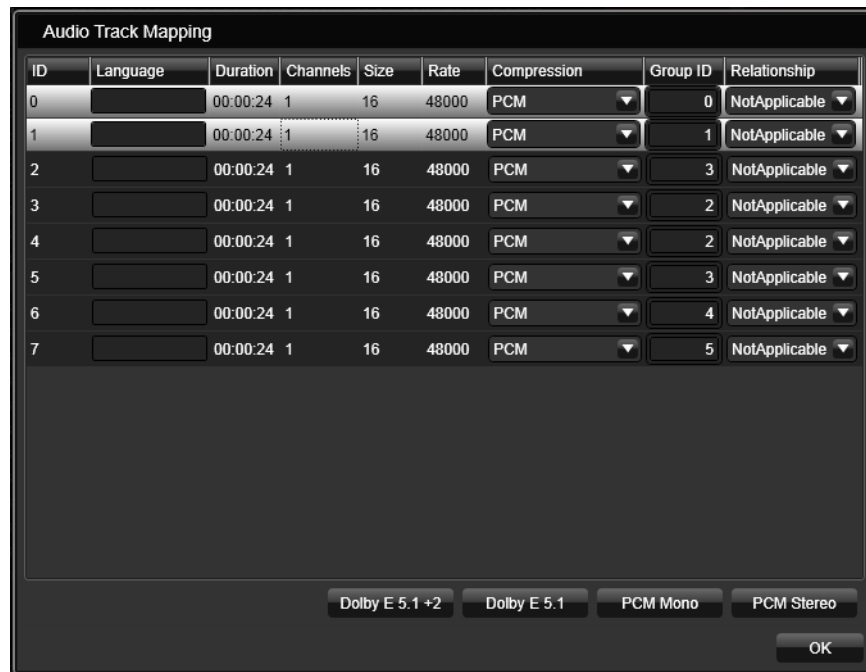 Audio Track Mapping
ID Language Duration Channels Size Rate Compression Group ID Relationship
0 00:00:24 1 16 48000 PCM 0 NotApplicable
1 00:00:24 1 16 48000 PCM 1 NotApplicable
2 00:00:24 1 16 48000 PCM 3 NotApplicable
3 00:00:24 1 16 48000 PCM 2 NotApplicable
4 00:00:24 1 16 48000 PCM 2 NotApplicable
5 00:00:24 1 16 48000 PCM 3 NotApplicable
6 00:00:24 1 16 48000 PCM 4 NotApplicable
7 00:00:24 1 16 48000 PCM 5 NotApplicable
Dolby E 5.1 +2 Dolby E 5.1 PCM Mono PCM Stereo
OK